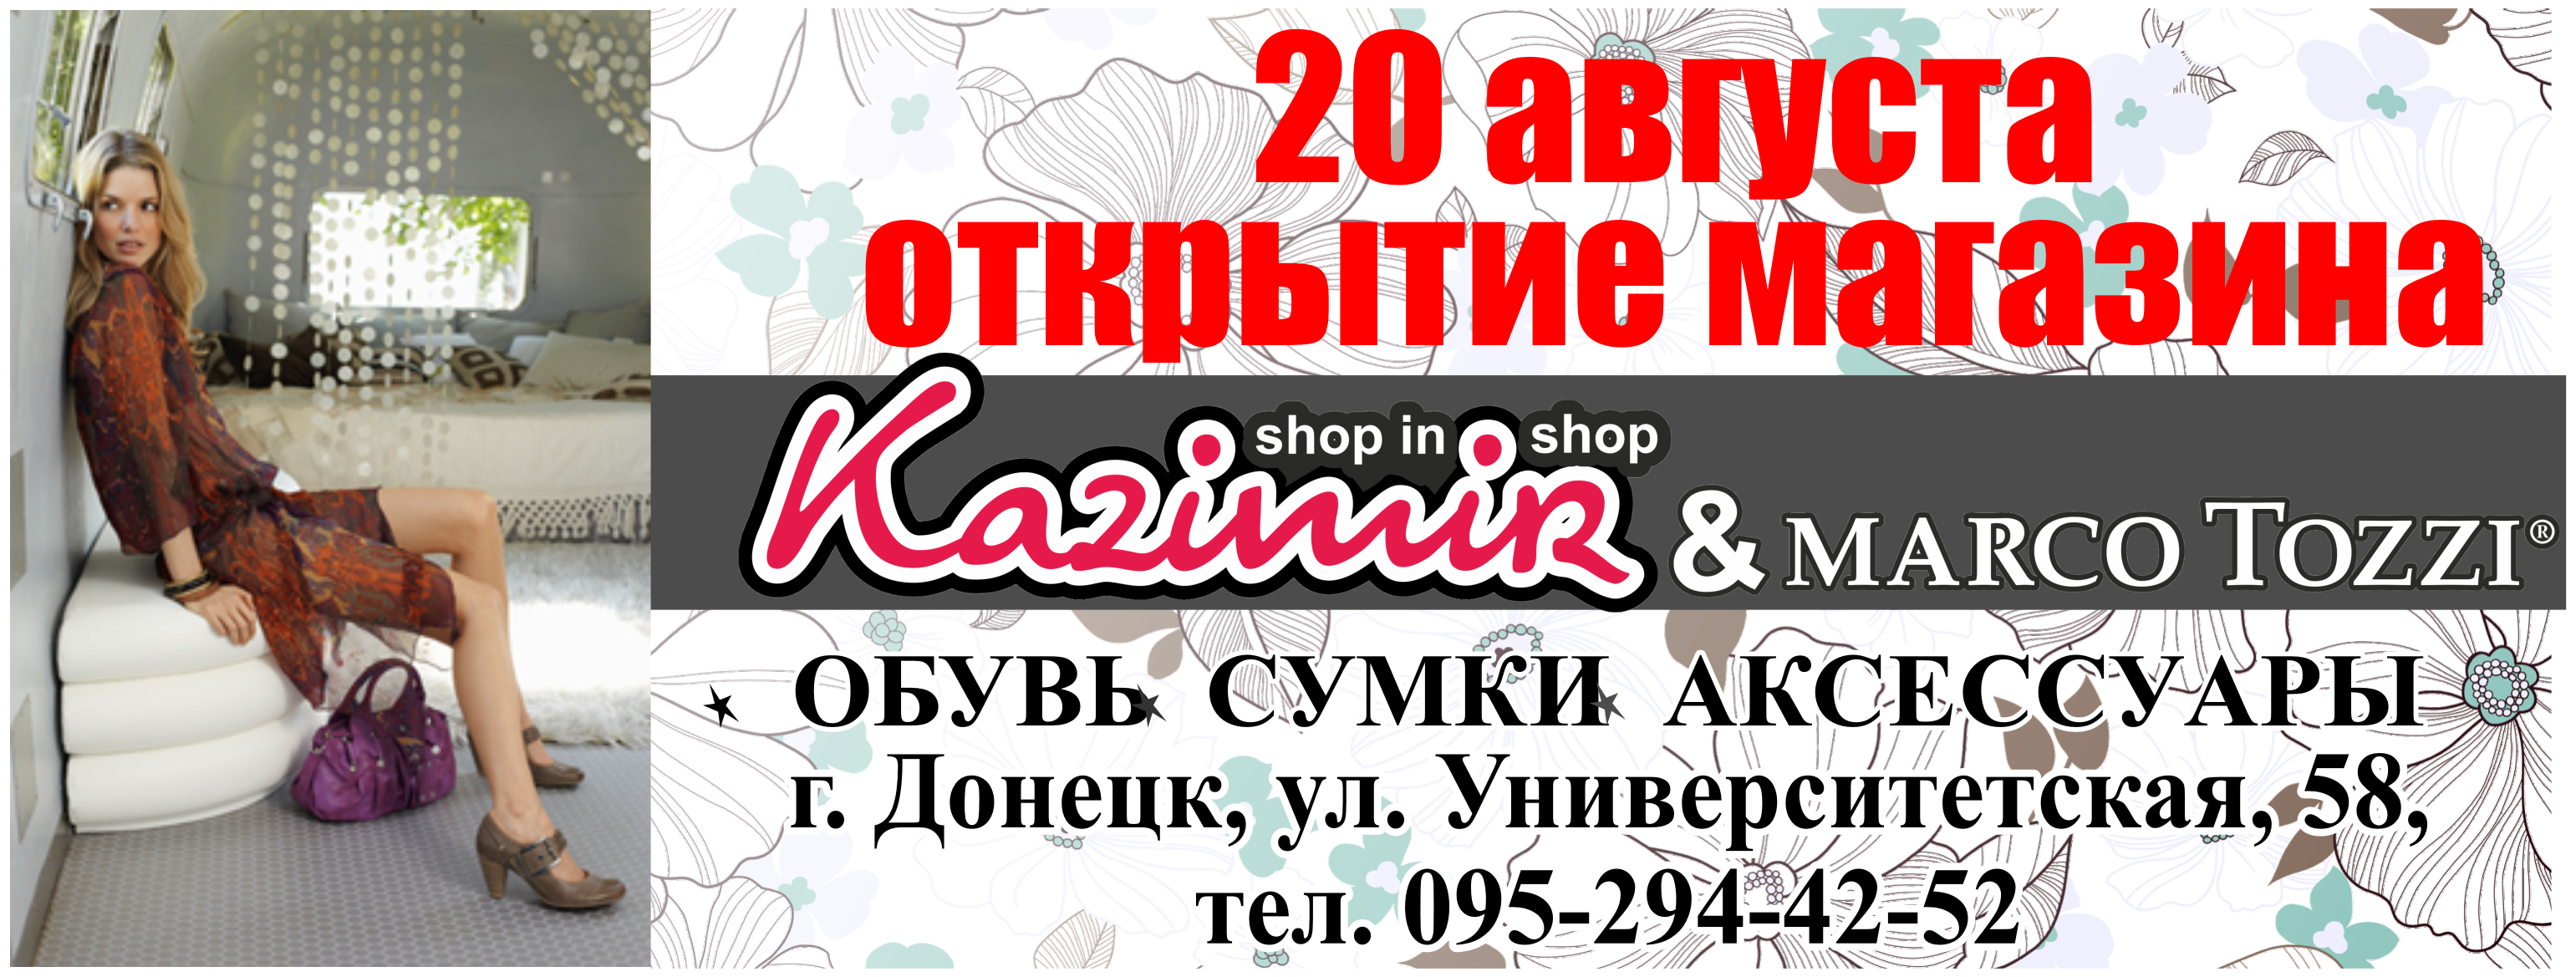 20 августа
открытие магазина
shop in shop
Kazimir & MARCO TOZZI®
ОБУВЬ СУМКИ АКСЕССУАРЫ
г. Донецк, ул. Университетская, 58,
тел. 095-294-42-52